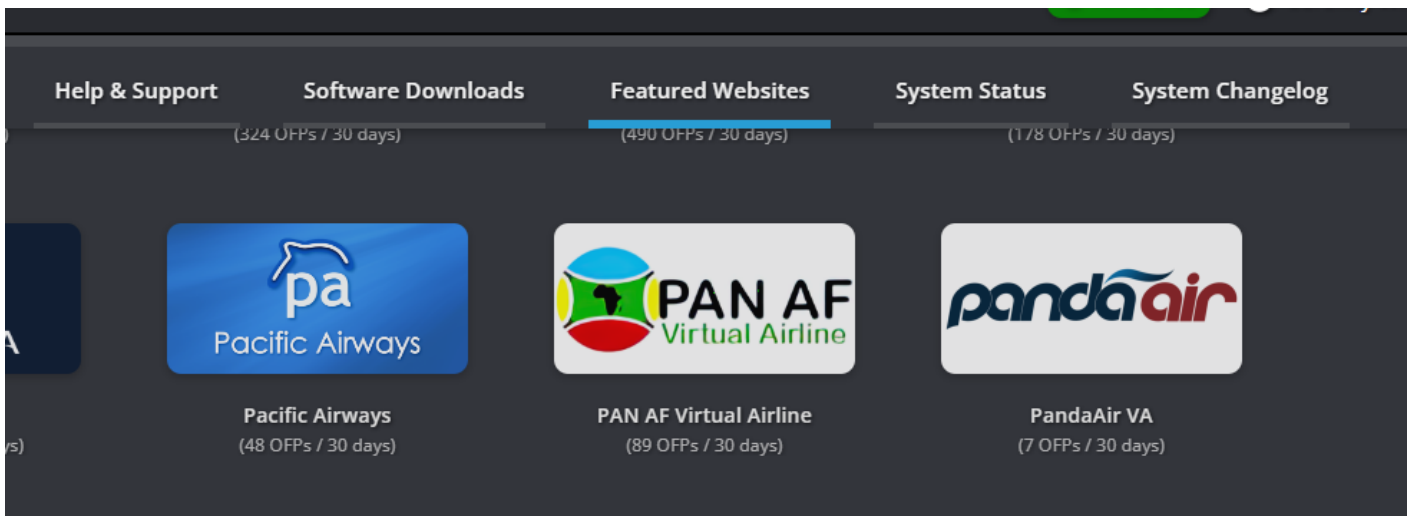 Help & Support Software Downloads Featured Websites System Status System Changelog
(324 OFPs / 30 days) (490 OFPs / 30 days) (178 OFPs / 30 days)
A
pa
Pacific Airways
PAN AF
Virtual Airline
pandaair
Pacific Airways PAN AF Virtual Airline PandaAir VA
(48 OFPs / 30 days) (89 OFPs / 30 days) (7 OFPs / 30 days)